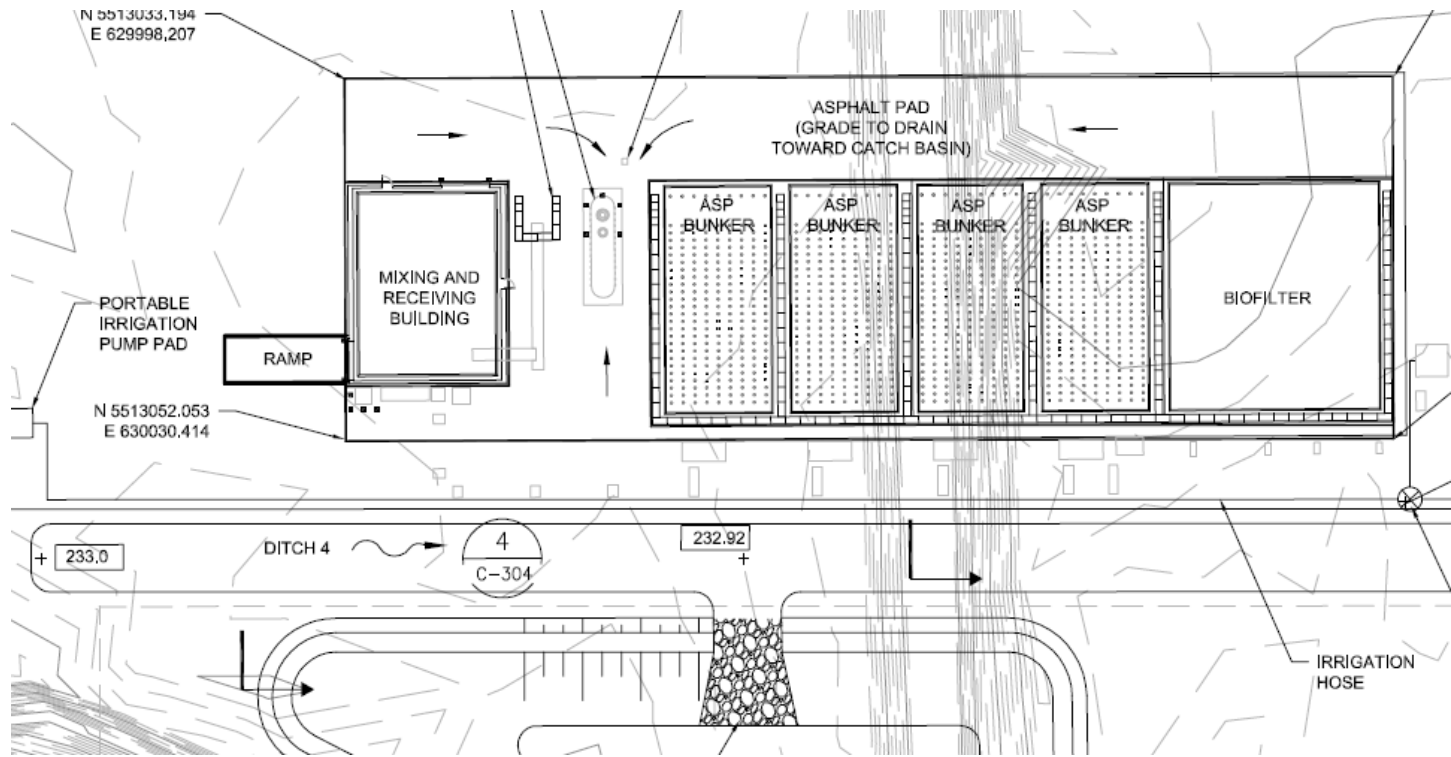 N 5513033.194
E 629998,207
ASPHALT PAD
(GRADE TO DRAIN
TOWARD CATCH BASIN)
ASP
BUNKER
ASP
BUNKER
ASP
BUNKER
ASP
BUNKER
MIXING AND
RECEIVING
BUILDING
BIOFILTER
PORTABLE
IRRIGATION
PUMP PAD
RAMP
N 5513052.053
E 630030.414
233.0
DITCH 4
4
C-304
232.92
IRRIGATION
HOSE